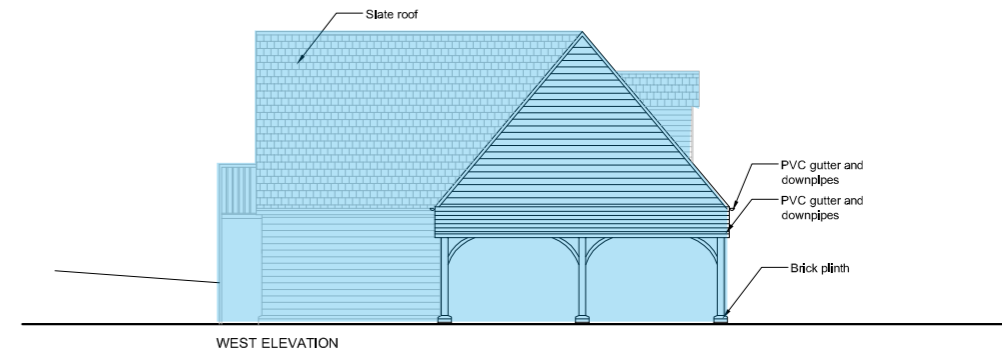 Slate roof
PVC gutter and
downpipes
PVC gutter and
downpipes
Brick plinth
WEST ELEVATION